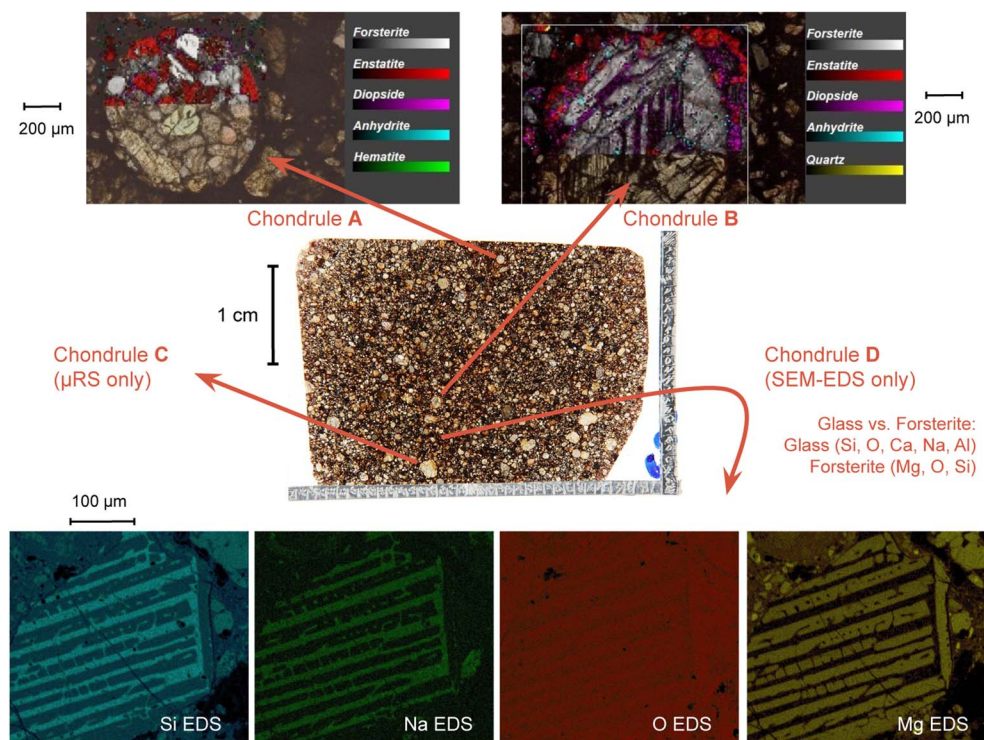 Forsterite
Enstatite
Diopside
Anhydrite
Hematite
200 µm
Forsterite
Enstatite
Diopside
Anhydrite
Quartz
200 µm
Chondrule A
Chondrule B
1 cm
Chondrule C
(µRS only)
Chondrule D
(SEM-EDS only)
Glass vs. Forsterite:
Glass (Si, O, Ca, Na, Al)
Forsterite (Mg, O, Si)
100 µm
Si EDS
Na EDS
O EDS
Mg EDS